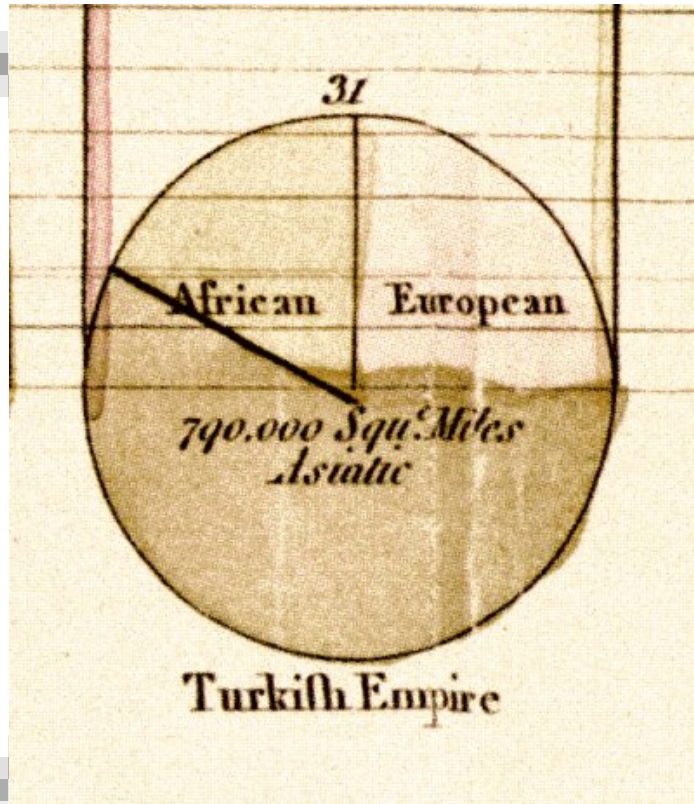 31
African European
790.000 Squ.ᵉ Miles
Asiatic
Turkiſh Empire